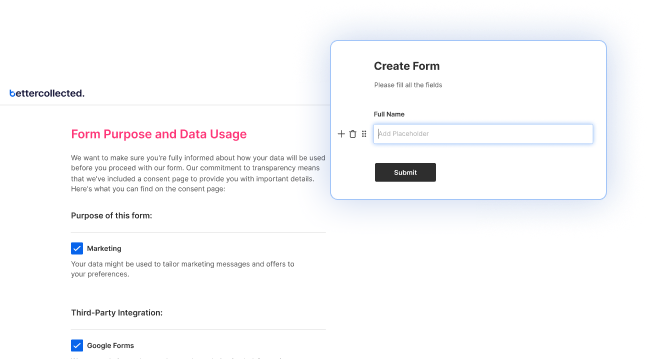 bettercollected.
Form Purpose and Data Usage
We want to make sure you're fully informed about how your data will be used
before you proceed with our form. Our commitment to transparency means
that we've included a consent page to provide you with important details.
Here's what you can find on the consent page:
Purpose of this form:
Marketing
Your data might be used to tailor marketing messages and offers to
your preferences.
Third-Party Integration:
Google Forms
Create Form
Please fill all the fields
Full Name
Add Placeholder
Submit